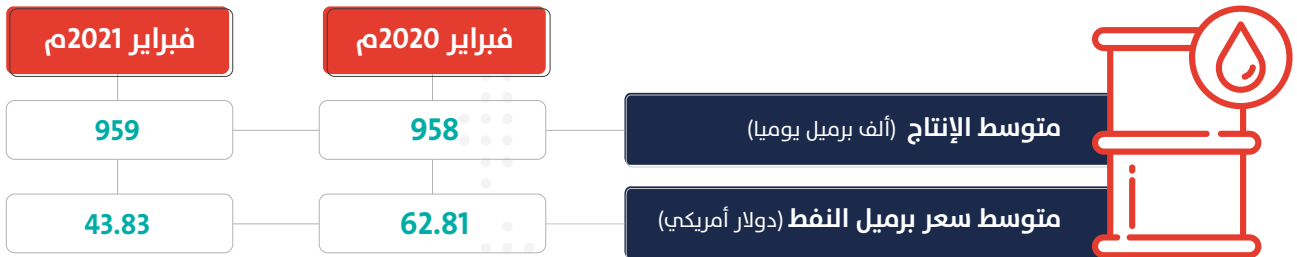 فبراير 2020م
فبراير 2021م
متوسط الإنتاج (ألف برميل يوميا)
958
959
متوسط سعر برميل النفط (دولار أمريكي)
62.81
43.83